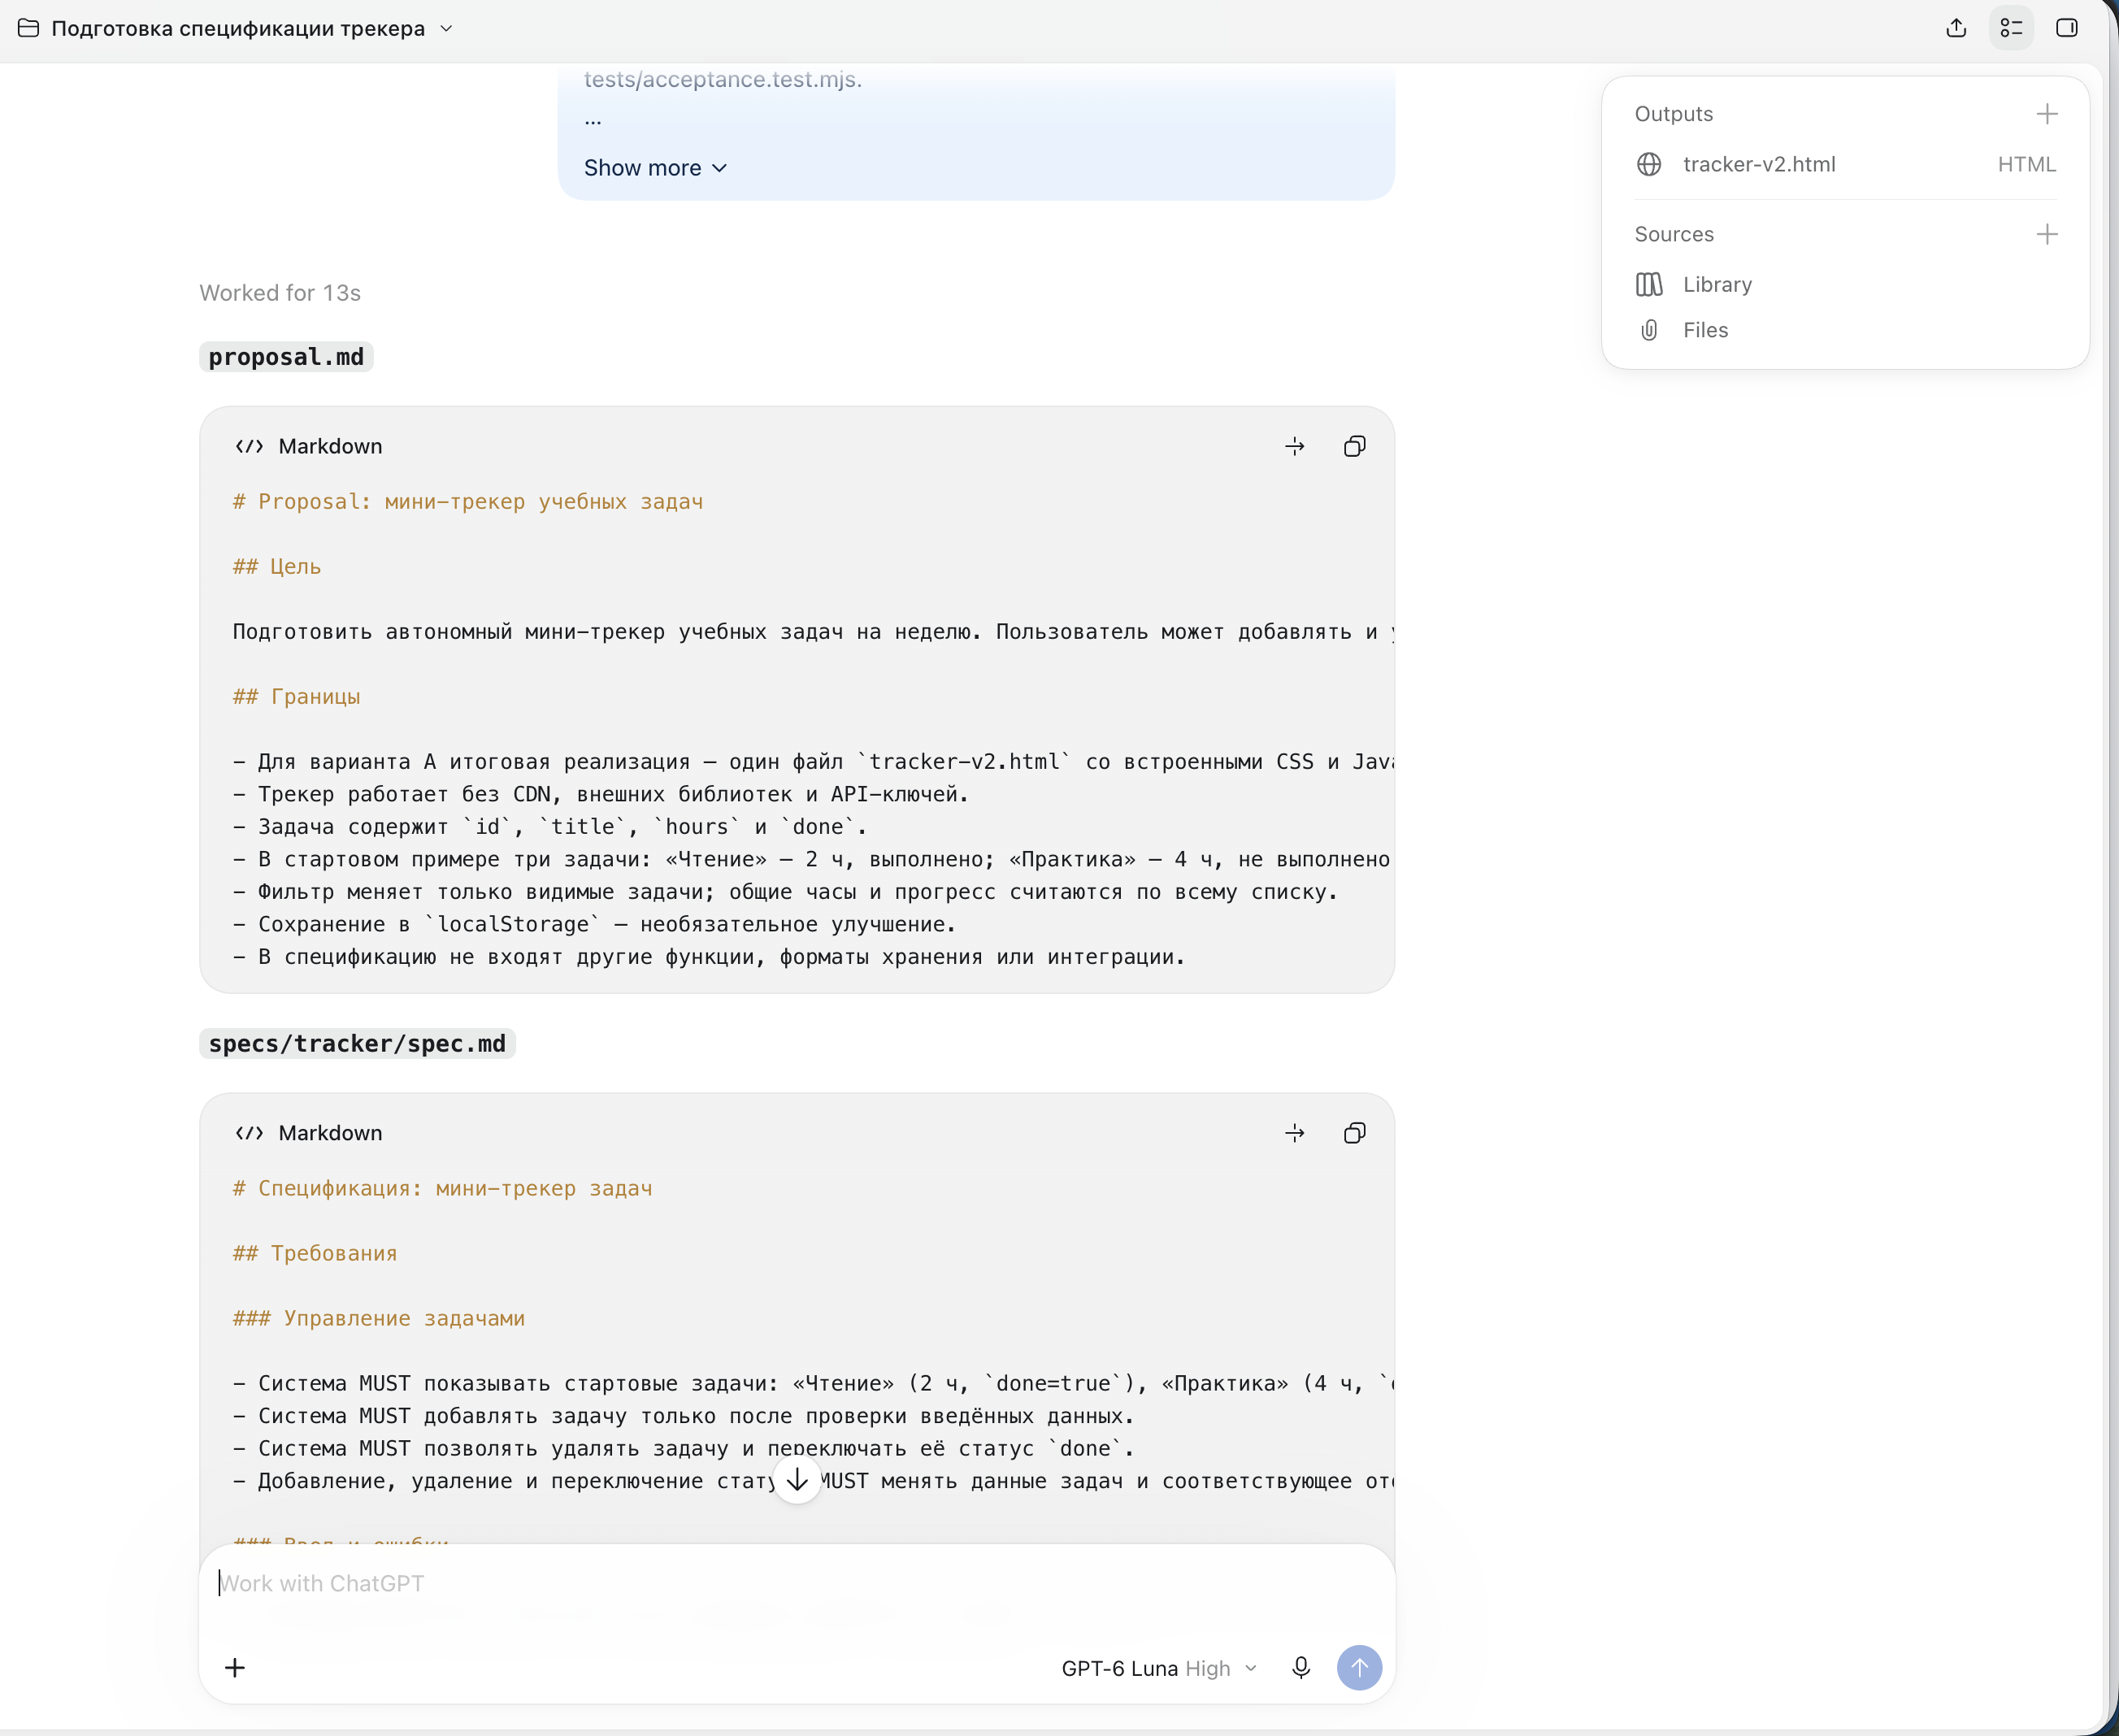 Подготовка спецификации трекера
tests/acceptance.test.mjs.
...
Show more
Outputs
tracker-v2.html HTML
Sources
Library
Files
Worked for 13s
proposal.md
Markdown
# Proposal: мини-трекер учебных задач
## Цель
Подготовить автономный мини-трекер учебных задач на неделю. Пользователь может добавлять и
## Границы
- Для варианта A итоговая реализация — один файл `tracker-v2.html` со встроенными CSS и Java
- Трекер работает без CDN, внешних библиотек и API-ключей.
- Задача содержит `id`, `title`, `hours` и `done`.
- В стартовом примере три задачи: «Чтение» — 2 ч, выполнено; «Практика» — 4 ч, не выполнено
- Фильтр меняет только видимые задачи; общие часы и прогресс считаются по всему списку.
- Сохранение в `localStorage` — необязательное улучшение.
- В спецификацию не входят другие функции, форматы хранения или интеграции.
specs/tracker/spec.md
Markdown
# Спецификация: мини-трекер задач
## Требования
### Управление задачами
- Система MUST показывать стартовые задачи: «Чтение» (2 ч, `done=true`), «Практика» (4 ч,
- Система MUST добавлять задачу только после проверки введённых данных.
- Система MUST позволять удалять задачу и переключать её статус `done`.
- Добавление, удаление и переключение стату MUST менять данные задач и соответствующее
### Ввод и ошибки
Work with ChatGPT
GPT-6 Luna High